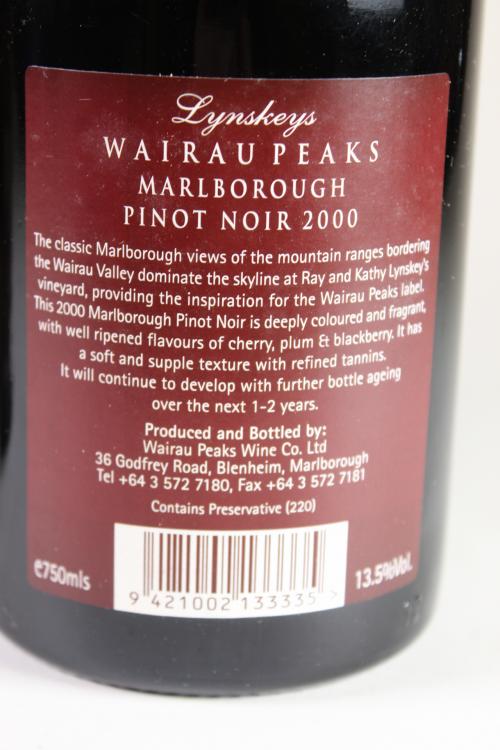 Lynskeys
WAIRAU PEAKS
MARLBOROUGH
PINOT NOIR 2000
The classic Marlborough views of the mountain ranges bordering
the Wairau Valley dominate the skyline at Ray and Kathy Lynskey's
vineyard, providing the inspiration for the Wairau Peaks label.
This 2000 Marlborough Pinot Noir is deeply coloured and fragrant,
with well ripened flavours of cherry, plum & blackberry. It has
a soft and supple texture with refined tannins.
It will continue to develop with further bottle ageing
over the next 1-2 years.
Produced and Bottled by:
Wairau Peaks Wine Co. Ltd
36 Godfrey Road, Blenheim, Marlborough
Tel +64 3 572 7180, Fax +64 3 572 7181
Contains Preservative (220)
e750mls
13.5%Vol.
9 421002 133335 >